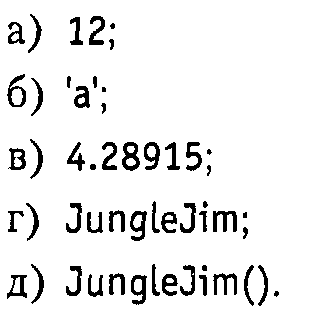 а) 12;
б) 'a';
в) 4.28915;
г) JungleJim;
д) JungleJim().